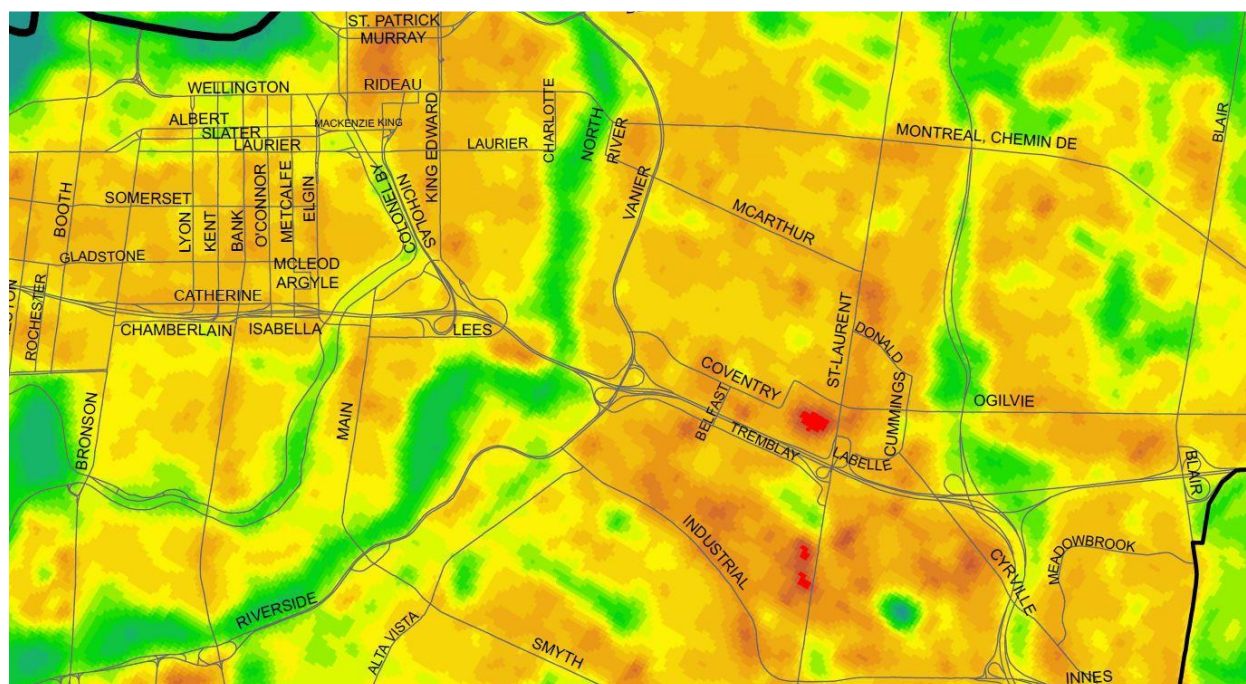 ST. PATRICK
MURRAY
WELLINGTON
RIDEAU
ALBERT
SLATER
LAURIER
MACKENZIE KING
KING EDWARD
LAURIER
CHARLOTTE
NORTH RIVER
VANIER
MONTREAL, CHEMIN DE
BLAIR
BOOTH
SOMERSET
LYON
KENT
BANK
O'CONNOR
METCALFE
ELGIN
COLONEL BY
NICHOLAS
MCARTHUR
GLADSTONE
MCLEOD
ARGYLE
CATHERINE
ROCHESTER
CHAMBERLAIN
ISABELLA
LEES
MAIN
BRONSON
COVENTRY
BELFAST
TREMBLAY
ST-LAURENT
DONALD
CUMMINGS
LABELLE
OGILVIE
BLAIR
INDUSTRIAL
CYRVILLE
MEADOWBROOK
RIVERSIDE
ALTA VISTA
SMYTH
INNES